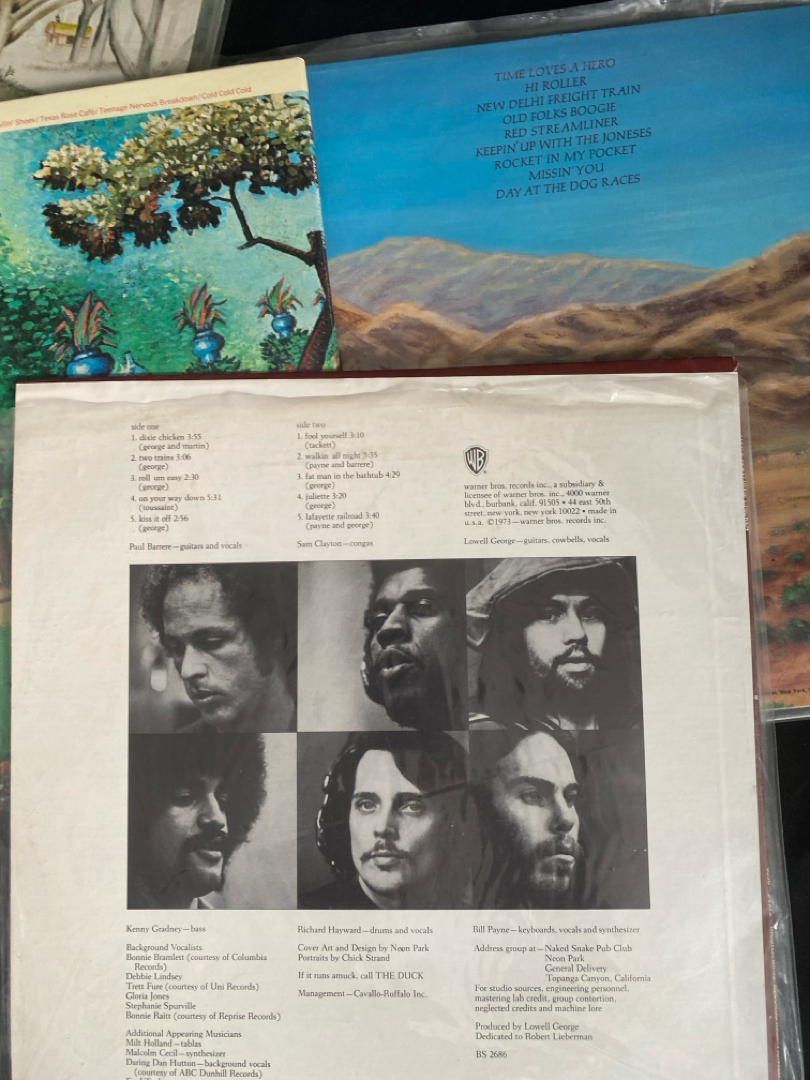 Sheek/Texas Rose Café/Teenage Nervous Breakdown/Cold Cold Cold
TIME LOVES A HERO
HI ROLLER
NEW DELHI FREIGHT TRAIN
OLD FOLKS BOOGIE
RED STREAMLINER
KEEPIN' UP WITH THE JONESES
ROCKET IN MY POCKET
MISSIN' YOU
DAY AT THE DOG RACES
side one
1. dixie chicken 3:55
(george and martin)
2. two trains 3:06
(george)
3. roll um easy 2:30
(george)
4. on your way down 5:31
(toussaint)
5. kiss it off 2:56
(george)
side two
1. fool yourself 3:10
(tackett)
2. walkin all night 3:35
(payne and barrere)
3. fat man in the bathtub 4:29
(george)
4. juliette 3:20
(george)
5. lafayette railroad 3:40
(payne and george)
WB
warner bros. records inc., a subsidiary &
licensee of warner bros. inc., 4000 warner
blvd., burbank, calif. 91505 • 44 east 50th
street, new york, new york 10022 • made in
u.s.a. ©1973—warner bros. records inc.
Paul Barrere—guitars and vocals
Sam Clayton—congas
Lowell George—guitars, cowbells, vocals
Kenny Gradney—bass
Richard Hayward—drums and vocals
Bill Payne—keyboards, vocals and synthesizer
Background Vocalists
Bonnie Bramlett (courtesy of Columbia
Records)
Debbie Lindsey
Trett Fure (courtesy of Uni Records)
Gloria Jones
Stephanie Spurville
Bonnie Raitt (courtesy of Reprise Records)
Additional Appearing Musicians
Milt Holland—tablas
Malcolm Cecil—synthesizer
Daring Dan Hutton—background vocals
(courtesy of ABC Dunhill Records)
Cover Art and Design by Neon Park
Portraits by Chick Strand
If it runs amuck, call THE DUCK
Management—Cavallo-Ruffalo Inc.
Address group at—Naked Snake Pub Club
Neon Park
General Delivery
Topanga Canyon, California
For studio sources, engineering personnel,
mastering lab credit, group contortion,
neglected credits and machine lore
Produced by Lowell George
Dedicated to Robert Lieberman
BS 2686